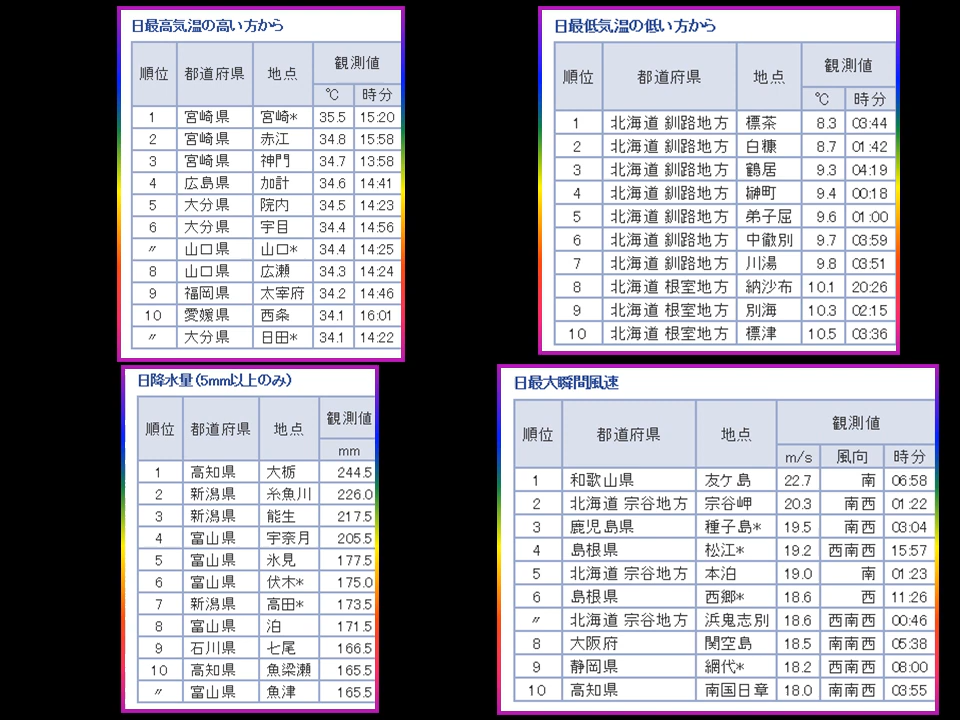 日最高気温の高い方から
順位 都道府県 地点 観測値
℃ 時分
1 宮崎県 宮崎* 35.5 15:20
2 宮崎県 赤江 34.8 15:58
3 宮崎県 神門 34.7 13:58
4 広島県 加計 34.6 14:41
5 大分県 院内 34.5 14:23
6 大分県 宇目 34.4 14:56
〃 山口県 山口* 34.4 14:25
8 山口県 広瀬 34.3 14:24
9 福岡県 太宰府 34.2 14:46
10 愛媛県 西条 34.1 16:01
〃 大分県 日田* 34.1 14:22
日最低気温の低い方から
順位 都道府県 地点 観測値
℃ 時分
1 北海道 釧路地方 標茶 8.3 03:44
2 北海道 釧路地方 白糠 8.7 01:42
3 北海道 釧路地方 鶴居 9.3 04:19
4 北海道 釧路地方 榊町 9.4 00:18
5 北海道 釧路地方 弟子屈 9.6 01:00
6 北海道 釧路地方 中徹別 9.7 03:59
7 北海道 釧路地方 川湯 9.8 03:51
8 北海道 根室地方 納沙布 10.1 20:26
9 北海道 根室地方 別海 10.3 02:15
10 北海道 根室地方 標津 10.5 03:36
日降水量(5mm以上のみ)
順位 都道府県 地点 観測値
mm
1 高知県 大栃 244.5
2 新潟県 糸魚川 226.0
3 新潟県 能生 217.5
4 富山県 宇奈月 205.5
5 富山県 氷見 177.5
6 富山県 伏木* 175.0
7 新潟県 高田* 173.5
8 富山県 泊 171.5
9 石川県 七尾 166.5
10 高知県 魚梁瀬 165.5
〃 富山県 魚津 165.5
日最大瞬間風速
順位 都道府県 地点 観測値
m/s 風向 時分
1 和歌山県 友ケ島 22.7 南 06:58
2 北海道 宗谷地方 宗谷岬 20.3 南西 01:22
3 鹿児島県 種子島* 19.5 南西 03:04
4 島根県 松江* 19.2 西南西 15:57
5 北海道 宗谷地方 本泊 19.0 南 01:23
6 島根県 西郷* 18.6 西 11:26
〃 北海道 宗谷地方 浜鬼志別 18.6 西南西 00:46
8 大阪府 関空島 18.5 南南西 05:38
9 静岡県 網代* 18.2 西南西 08:00
10 高知県 南国日章 18.0 南南西 03:55